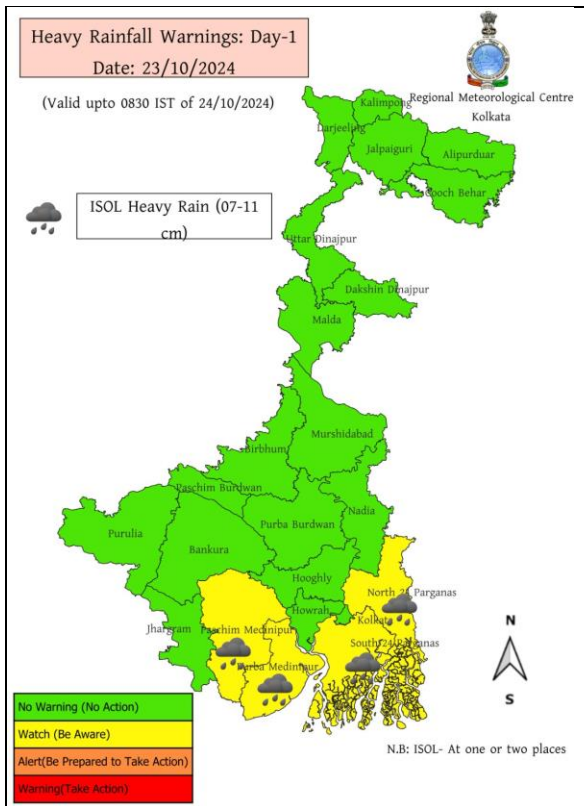 Heavy Rainfall Warnings: Day-1
Date: 23/10/2024
(Valid upto 0830 IST of 24/10/2024)
Regional Meteorological Centre
Kolkata
ISOL Heavy Rain (07-11
cm)
Kalimpong
Darjeeling
Jalpaiguri
Alipurduar
Cooch Behar
Uttar Dinajpur
Dakshin Dinajpur
Malda
Murshidabad
Birbhum
Paschim Burdwan
Nadia
Purba Burdwan
Purulia
Bankura
Hooghly
North 24 Parganas
Howrah
Kolkata
Jhargram
Paschim Medinipur
South 24 Parganas
Purba Medinipur
N
S
No Warning (No Action)
Watch (Be Aware)
Alert(Be Prepared to Take Action)
Warning(Take Action)
N.B: ISOL- At one or two places